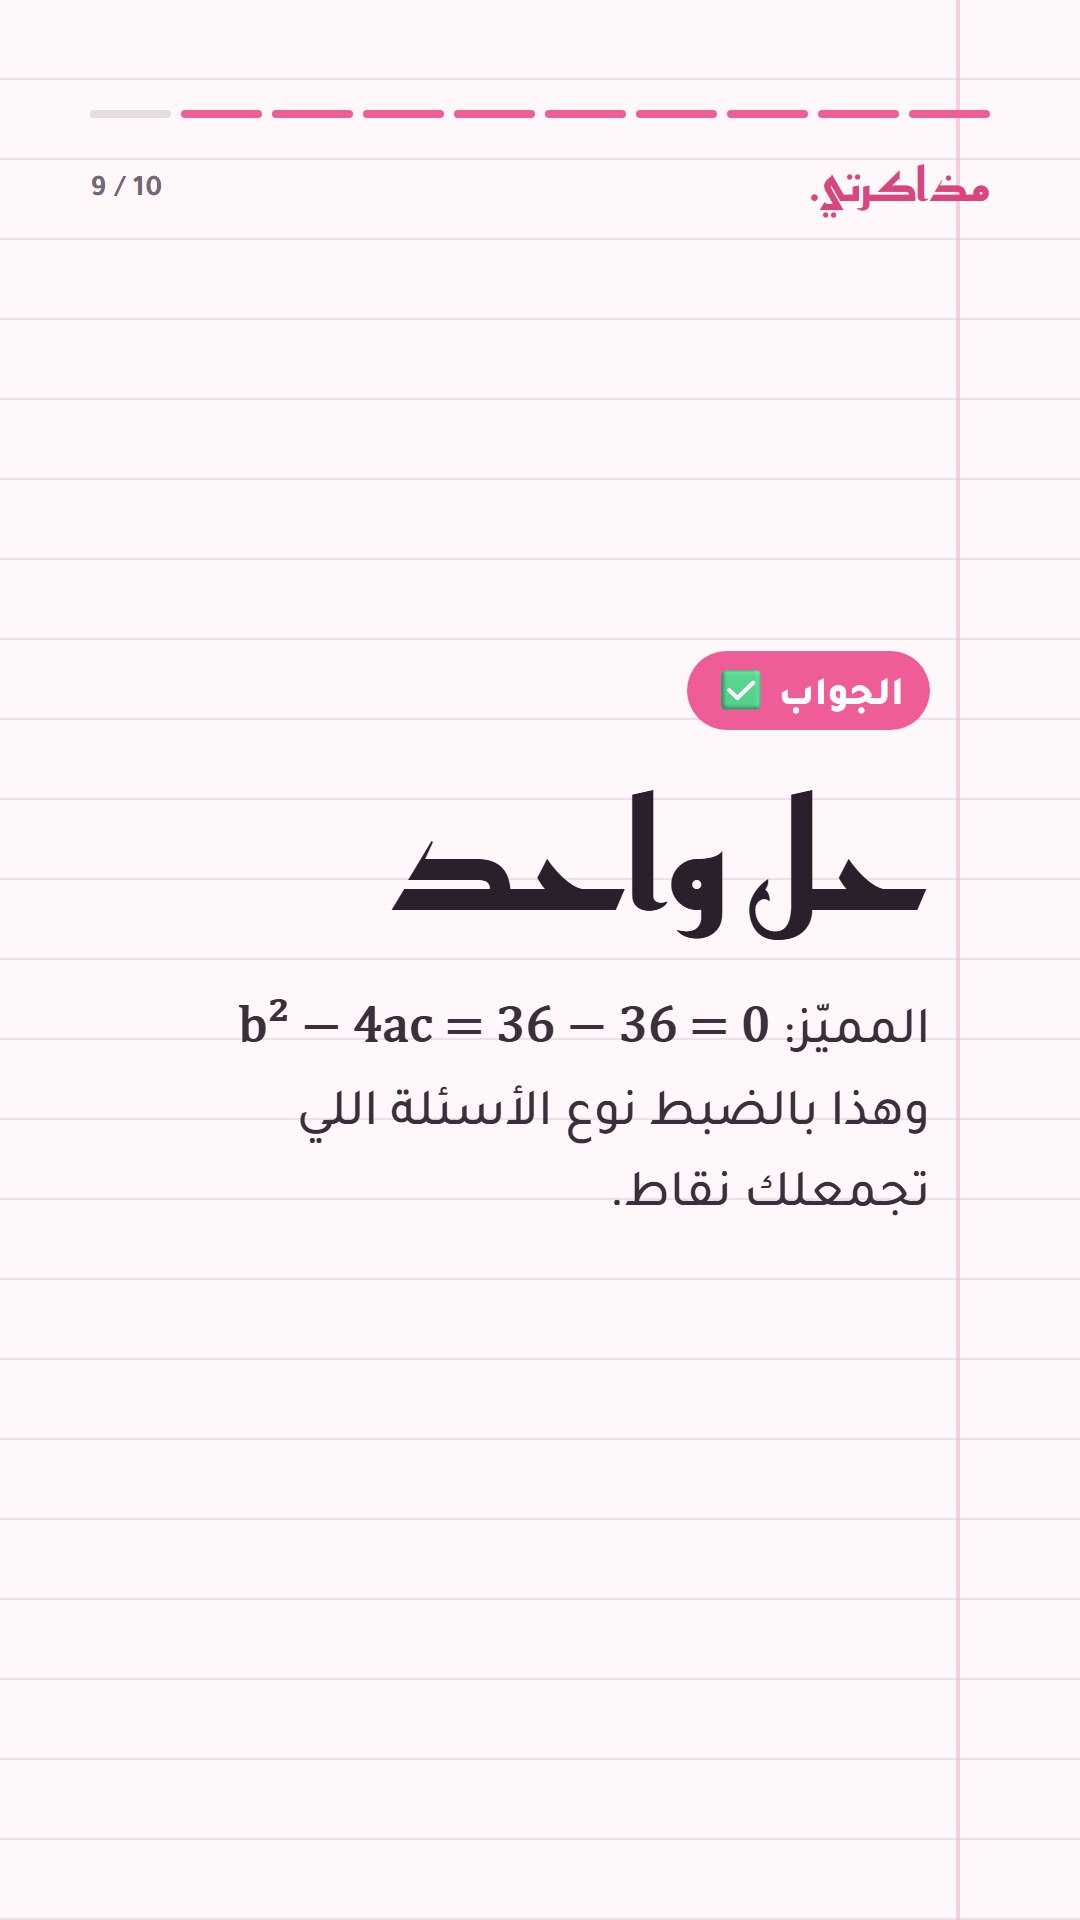 مذاكرتي.
9 / 10
الجواب ✅
حل واحد
المميّز: b² − 4ac = 36 − 36 = 0
وهذا بالضبط نوع الأسئلة اللي
تجمعلك نقاط.